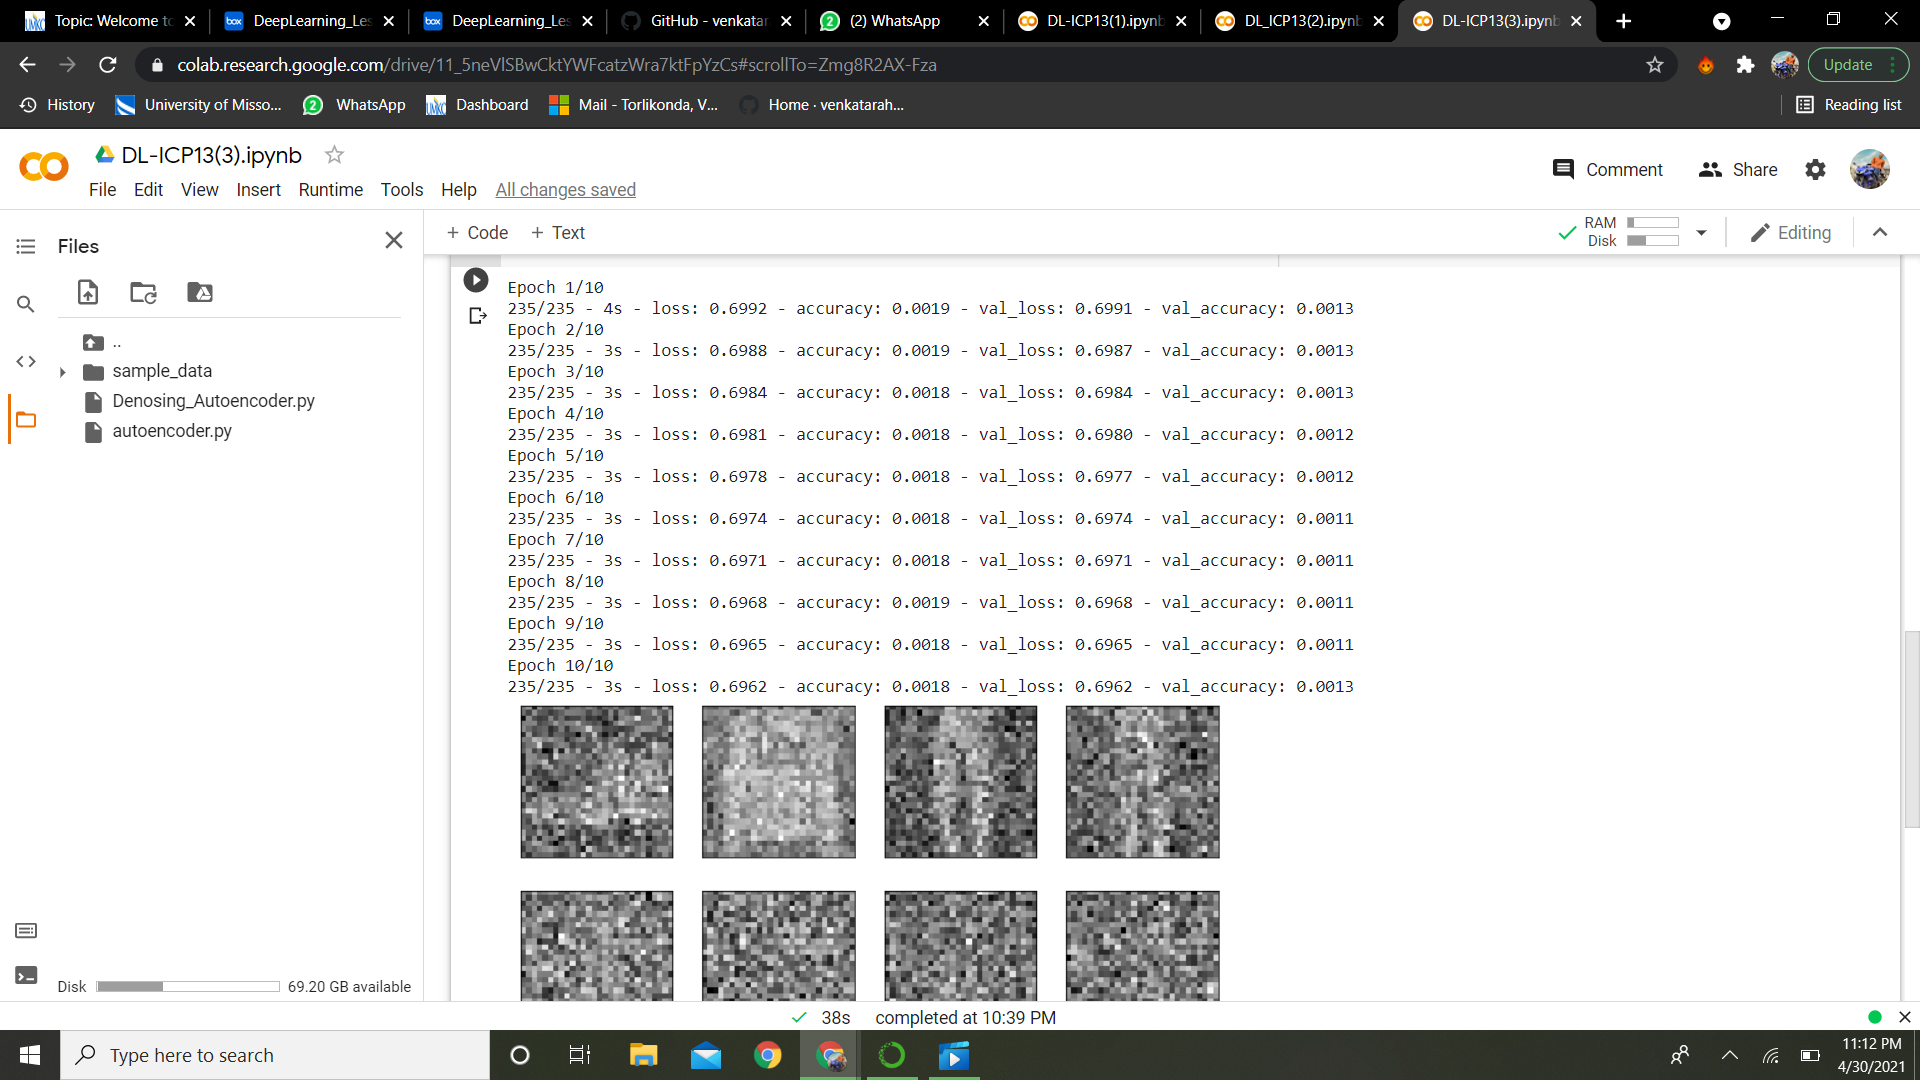 Topic: Welcome to
DeepLearning_Les
DeepLearning_Les
GitHub - venkatar
(2) WhatsApp
DL-ICP13(1).ipynb
DL_ICP13(2).ipynb
DL-ICP13(3).ipynb
colab.research.google.com/drive/11_5neVlSBwCktYWFcatzWra7ktFpYzCs#scrollTo=Zmg8R2AX-Fza
Update
History
University of Misso...
WhatsApp
Dashboard
Mail - Torlikonda, V...
Home · venkatarah...
Reading list
DL-ICP13(3).ipynb
File Edit View Insert Runtime Tools Help All changes saved
Comment
Share
Files
+ Code + Text
RAM
Disk
Editing
..
sample_data
Denosing_Autoencoder.py
autoencoder.py
Epoch 1/10
235/235 - 4s - loss: 0.6992 - accuracy: 0.0019 - val_loss: 0.6991 - val_accuracy: 0.0013
Epoch 2/10
235/235 - 3s - loss: 0.6988 - accuracy: 0.0019 - val_loss: 0.6987 - val_accuracy: 0.0013
Epoch 3/10
235/235 - 3s - loss: 0.6984 - accuracy: 0.0018 - val_loss: 0.6984 - val_accuracy: 0.0013
Epoch 4/10
235/235 - 3s - loss: 0.6981 - accuracy: 0.0018 - val_loss: 0.6980 - val_accuracy: 0.0012
Epoch 5/10
235/235 - 3s - loss: 0.6978 - accuracy: 0.0018 - val_loss: 0.6977 - val_accuracy: 0.0012
Epoch 6/10
235/235 - 3s - loss: 0.6974 - accuracy: 0.0018 - val_loss: 0.6974 - val_accuracy: 0.0011
Epoch 7/10
235/235 - 3s - loss: 0.6971 - accuracy: 0.0018 - val_loss: 0.6971 - val_accuracy: 0.0011
Epoch 8/10
235/235 - 3s - loss: 0.6968 - accuracy: 0.0019 - val_loss: 0.6968 - val_accuracy: 0.0011
Epoch 9/10
235/235 - 3s - loss: 0.6965 - accuracy: 0.0018 - val_loss: 0.6965 - val_accuracy: 0.0011
Epoch 10/10
235/235 - 3s - loss: 0.6962 - accuracy: 0.0018 - val_loss: 0.6962 - val_accuracy: 0.0013
Disk
69.20 GB available
38s completed at 10:39 PM
Type here to search
11:12 PM
4/30/2021